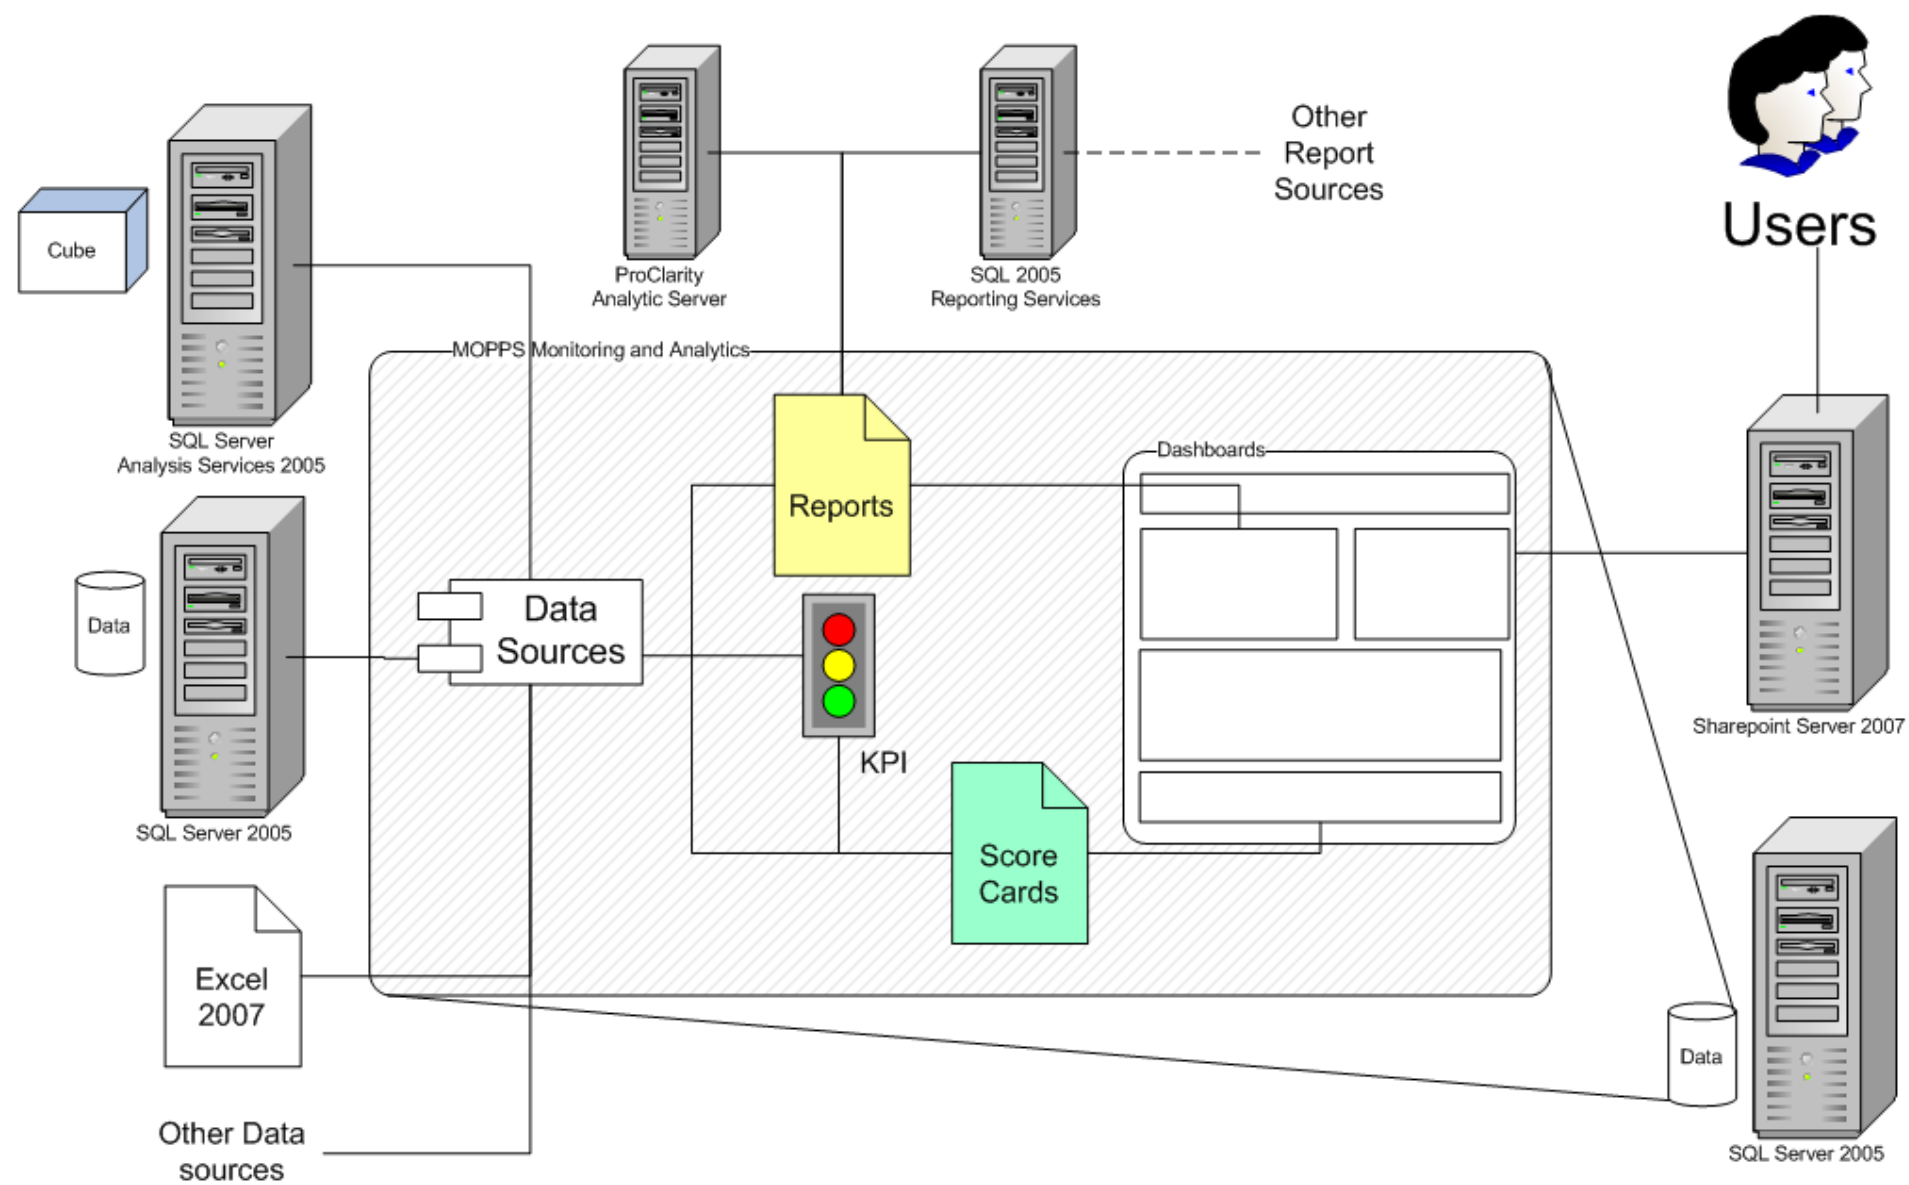 Other
Report
Sources
Users
Cube
ProClarity
Analytic Server
SQL 2005
Reporting Services
MOPPS Monitoring and Analytics
SQL Server
Analysis Services 2005
Dashboards
Reports
Data
Data
Sources
Sharepoint Server 2007
KPI
SQL Server 2005
Score
Cards
Excel
2007
Data
Other Data
sources
SQL Server 2005